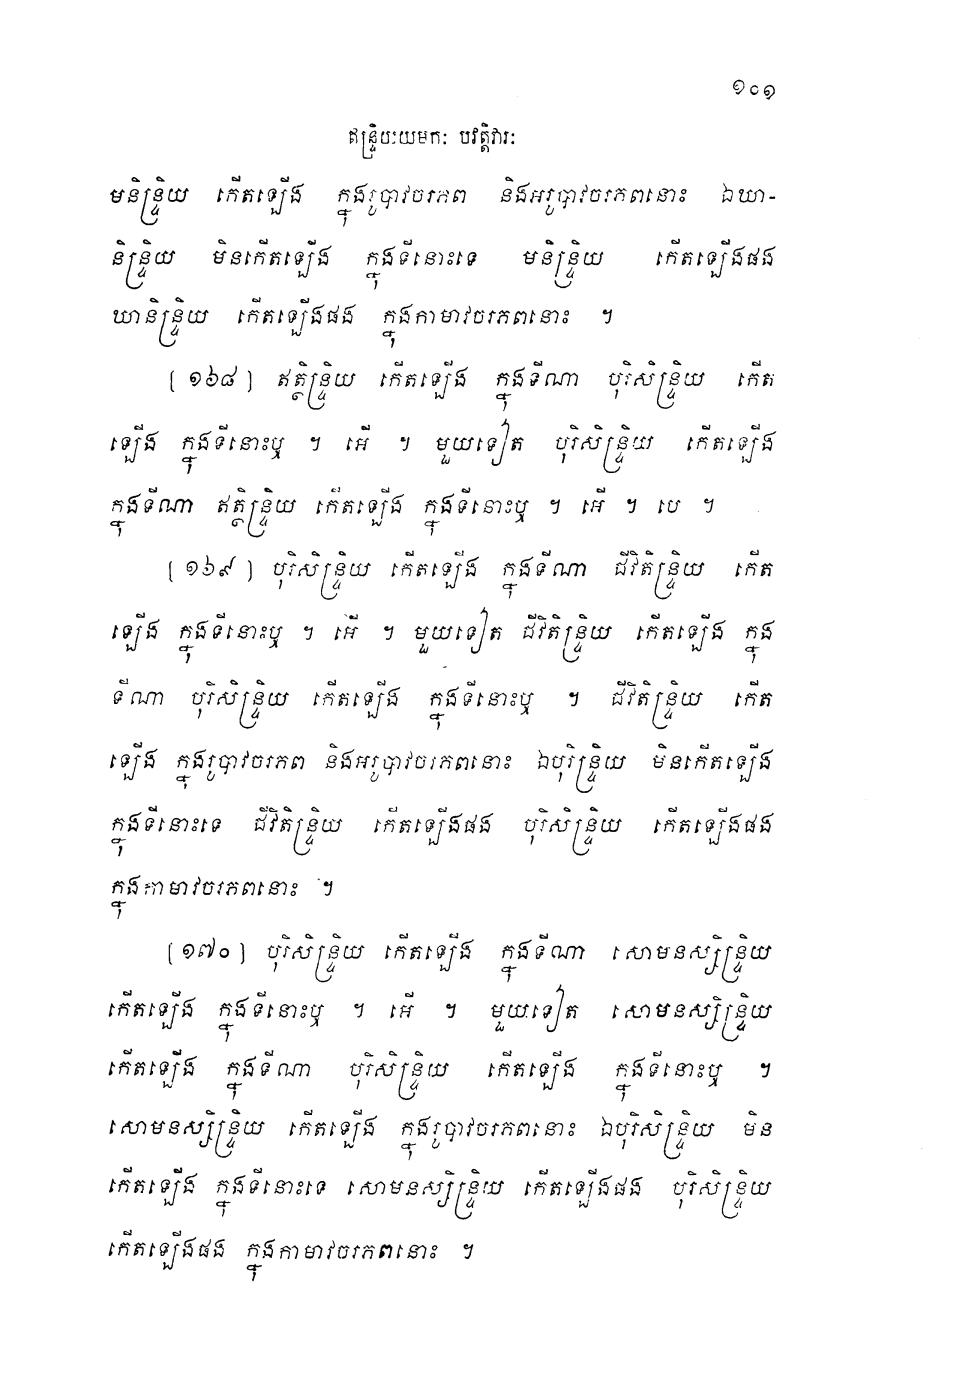 ១០១
ឥន្ទ្រិយយមក: បវត្តិវារ:
មនិន្ទ្រិយ កើតឡើង ក្នុងរូបាវចរភព និងអរូបាវចរភពនោះ ឯឃា-
និន្ទ្រិយ មិនកើតឡើង ក្នុងទីនោះទេ មនិន្ទ្រិយ កើតឡើងផង
ឃានិន្ទ្រិយ កើតឡើងផង ក្នុងកាមាវចរភពនោះ ។
[ ១៦៨ ] ឥត្ថិន្ទ្រិយ កើតឡើង ក្នុងទីណា បុរិសិន្ទ្រិយ កើត
ឡើង ក្នុងទីនោះឬ ។ អើ ។ មួយទៀត បុរិសិន្ទ្រិយ កើតឡើង
ក្នុងទីណា ឥត្ថិន្ទ្រិយ កើតឡើង ក្នុងទីនោះឬ ។ អើ ។ បេ ។
[ ១៦៩ ] បុរិសិន្ទ្រិយ កើតឡើង ក្នុងទីណា ជីវិតិន្ទ្រិយ កើត
ឡើង ក្នុងទីនោះឬ ។ អើ ។ មួយទៀត ជីវិតិន្ទ្រិយ កើតឡើង ក្នុង
ទីណា បុរិសិន្ទ្រិយ កើតឡើង ក្នុងទីនោះឬ ។ ជីវិតិន្ទ្រិយ កើត
ឡើង ក្នុងរូបាវចរភព និងអរូបាវចរភពនោះ ឯបុរិន្ទ្រិយ មិនកើតឡើង
ក្នុងទីនោះទេ ជីវិតិន្ទ្រិយ កើតឡើងផង បុរិសិន្ទ្រិយ កើតឡើងផង
ក្នុងកាមាវចរភពនោះ ។
[ ១៧០ ] បុរិសិន្ទ្រិយ កើតឡើង ក្នុងទីណា សោមនស្សិន្ទ្រិយ
កើតឡើង ក្នុងទីនោះឬ ។ អើ ។ មួយទៀត សោមនស្សិន្ទ្រិយ
កើតឡើង ក្នុងទីណា បុរិសិន្ទ្រិយ កើតឡើង ក្នុងទីនោះឬ ។
សោមនស្សិន្ទ្រិយ កើតឡើង ក្នុងរូបាវចរភពនោះ ឯបុរិសិន្ទ្រិយ មិន
កើតឡើង ក្នុងទីនោះទេ សោមនស្សិន្ទ្រិយ កើតឡើងផង បុរិសិន្ទ្រិយ
កើតឡើងផង ក្នុងកាមាវចរភពនោះ ។